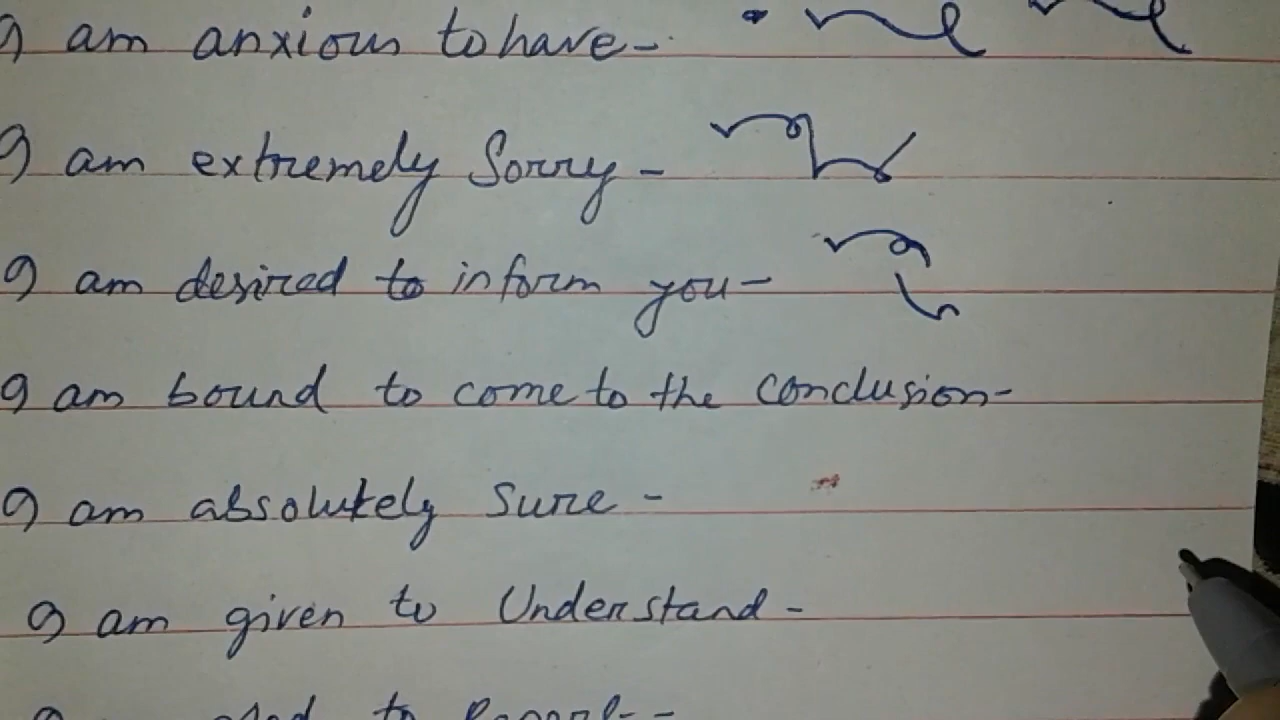 I am anxious to have-
I am extremely Sorry-
I am desired to inform you-
I am bound to come to the Conclusion-
I am absolutely Sure-
I am given to Understand-
to